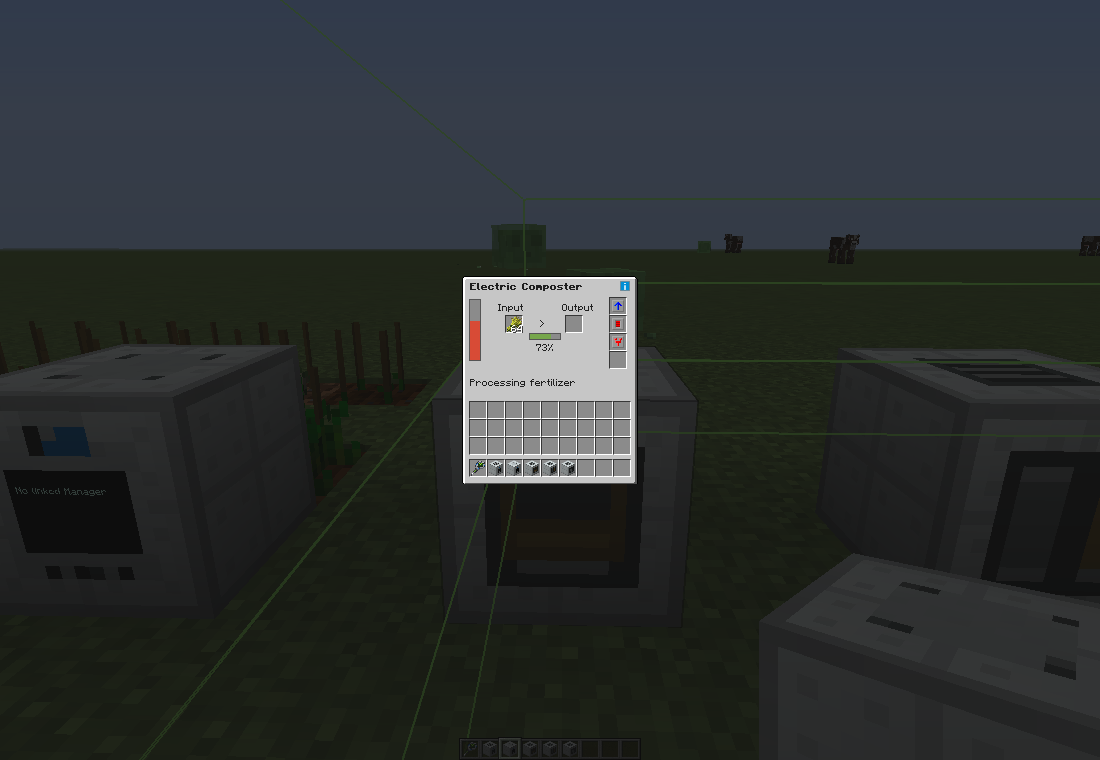 Electric Composter
Input
Output
>
64
73%
Processing fertilizer
No linked Manager